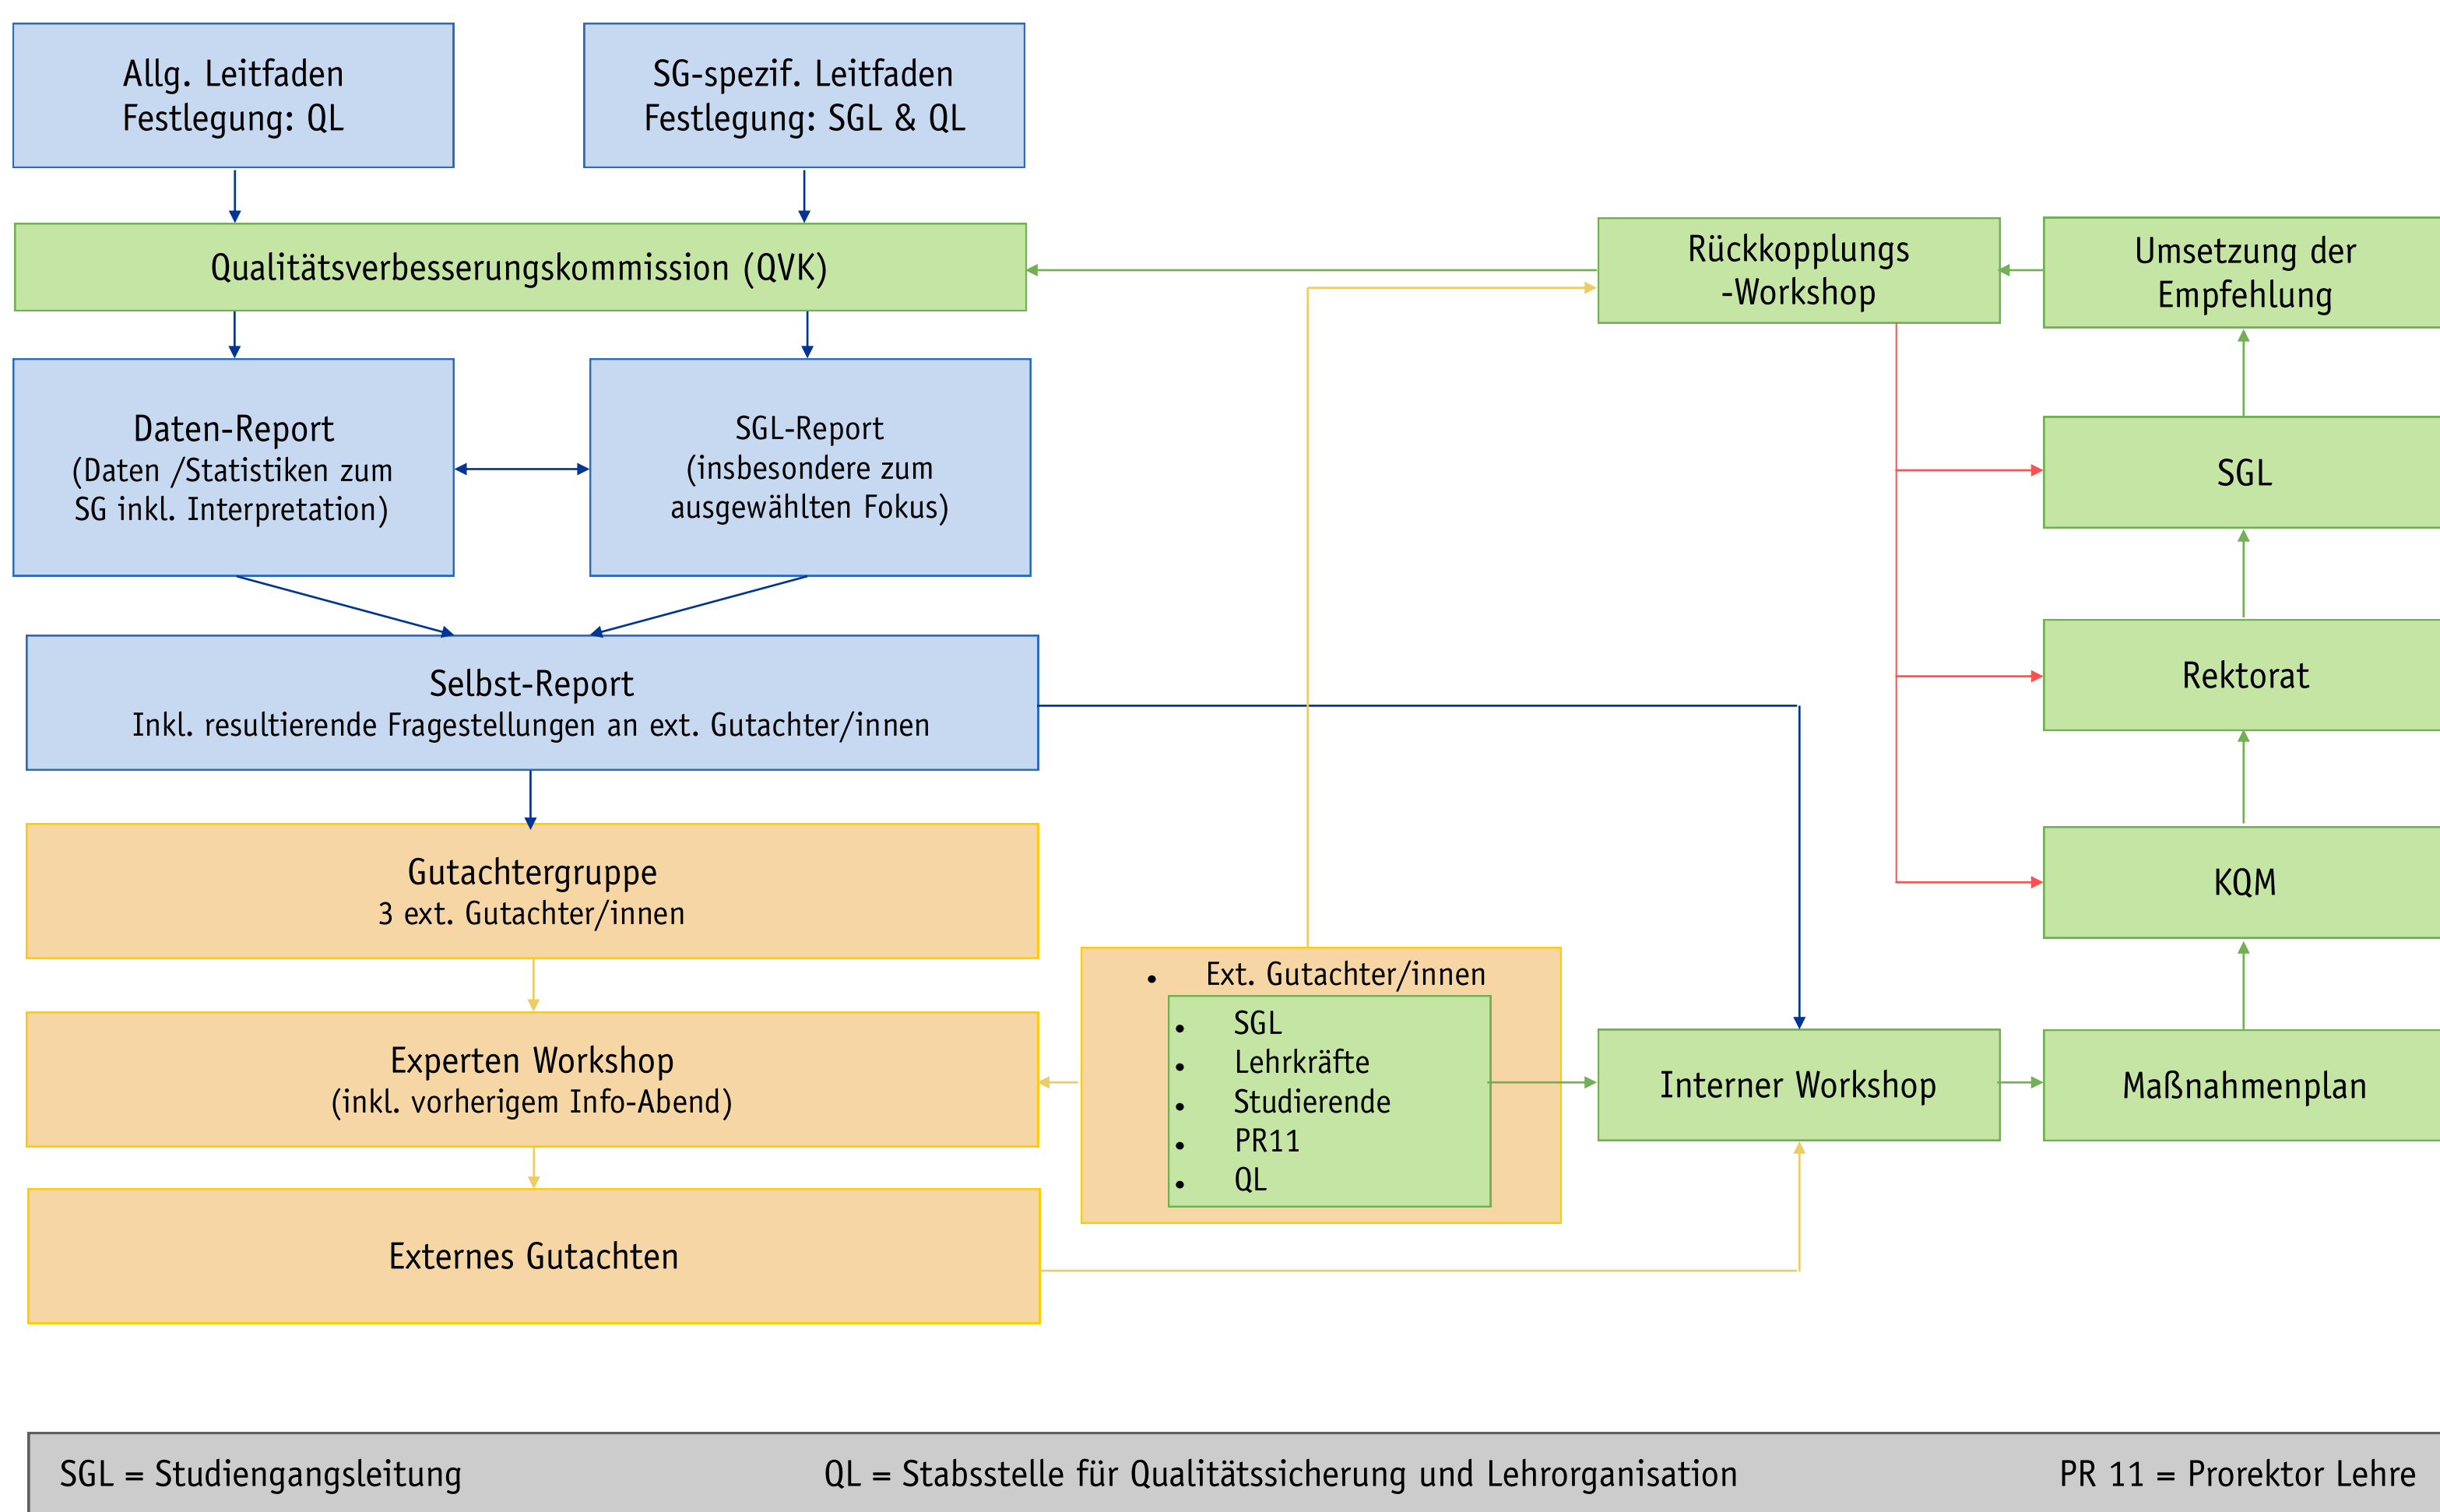 Allg. Leitfaden
Festlegung: QL
SG-spezif. Leitfaden
Festlegung: SGL & QL
Qualitätsverbesserungskommission (QVK)
Rückkopplungs
-Workshop
Umsetzung der
Empfehlung
Daten-Report
(Daten /Statistiken zum
SG inkl. Interpretation)
SGL-Report
(insbesondere zum
ausgewählten Fokus)
SGL
Selbst-Report
Inkl. resultierende Fragestellungen an ext. Gutachter/innen
Rektorat
Gutachtergruppe
3 ext. Gutachter/innen
KQM
Experten Workshop
(inkl. vorherigem Info-Abend)
• Ext. Gutachter/innen
• SGL
• Lehrkräfte
• Studierende
• PR11
• QL
Interner Workshop
Maßnahmenplan
Externes Gutachten
SGL = Studiengangsleitung
QL = Stabsstelle für Qualitätssicherung und Lehrorganisation
PR 11 = Prorektor Lehre